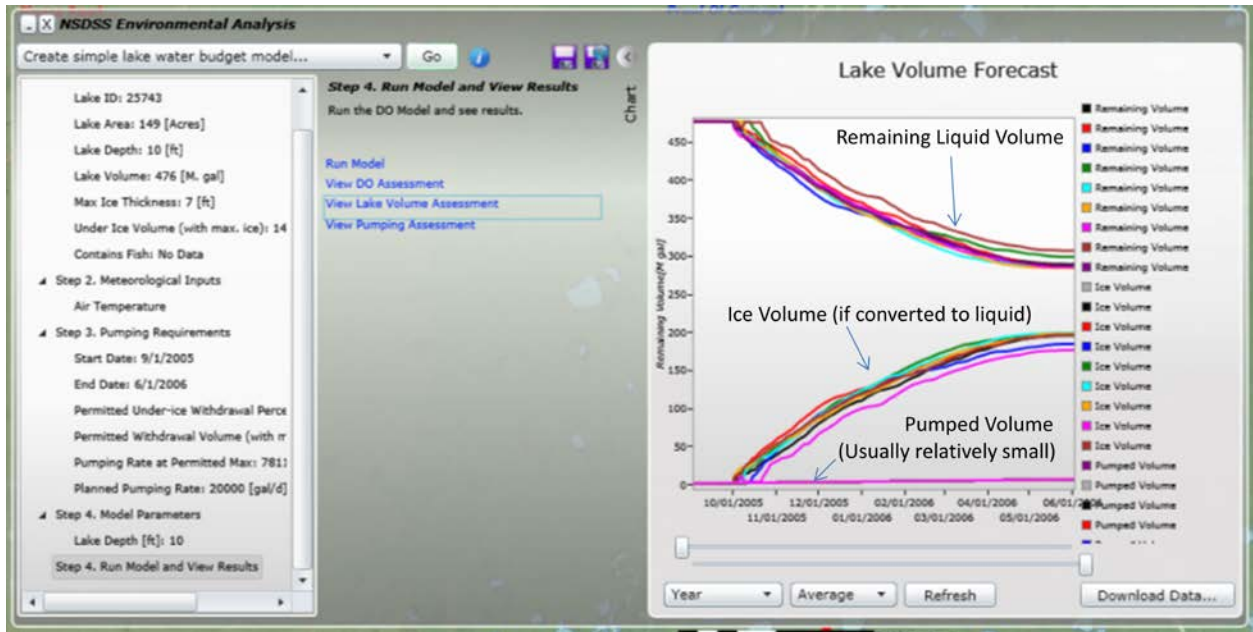 NSDSS Environmental Analysis
Create simple lake water budget model...
Go
Lake ID: 25743
Lake Area: 149 [Acres]
Lake Depth: 10 [ft]
Lake Volume: 476 [M. gal]
Max Ice Thickness: 7 [ft]
Under Ice Volume (with max. ice): 14
Contains Fish: No Data
Step 2. Meteorological Inputs
Air Temperature
Step 3. Pumping Requirements
Start Date: 9/1/2005
End Date: 6/1/2006
Permitted Under-ice Withdrawal Perce
Permitted Withdrawal Volume (with m
Pumping Rate at Permitted Max: 7811
Planned Pumping Rate: 20000 [gal/d]
Step 4. Model Parameters
Lake Depth [ft]: 10
Step 4. Run Model and View Results
Step 4. Run Model and View Results
Run the DO Model and see results.
Run Model
View DO Assessment
View Lake Volume Assessment
View Pumping Assessment
Chart
Lake Volume Forecast
Remaining Volume[M gal]
450
400
350
300
250
200
150
100
50
0
Remaining Liquid Volume
Ice Volume (if converted to liquid)
Pumped Volume
(Usually relatively small)
10/01/2005 12/01/2005 02/01/2006 04/01/2006 06/01/
11/01/2005 01/01/2006 03/01/2006 05/01/2006
Remaining Volume
Remaining Volume
Remaining Volume
Remaining Volume
Remaining Volume
Remaining Volume
Remaining Volume
Remaining Volume
Remaining Volume
Ice Volume
Ice Volume
Ice Volume
Ice Volume
Ice Volume
Ice Volume
Ice Volume
Ice Volume
Ice Volume
Pumped Volume
Pumped Volume
Pumped Volume
Pumped Volume
Year
Average
Refresh
Download Data...